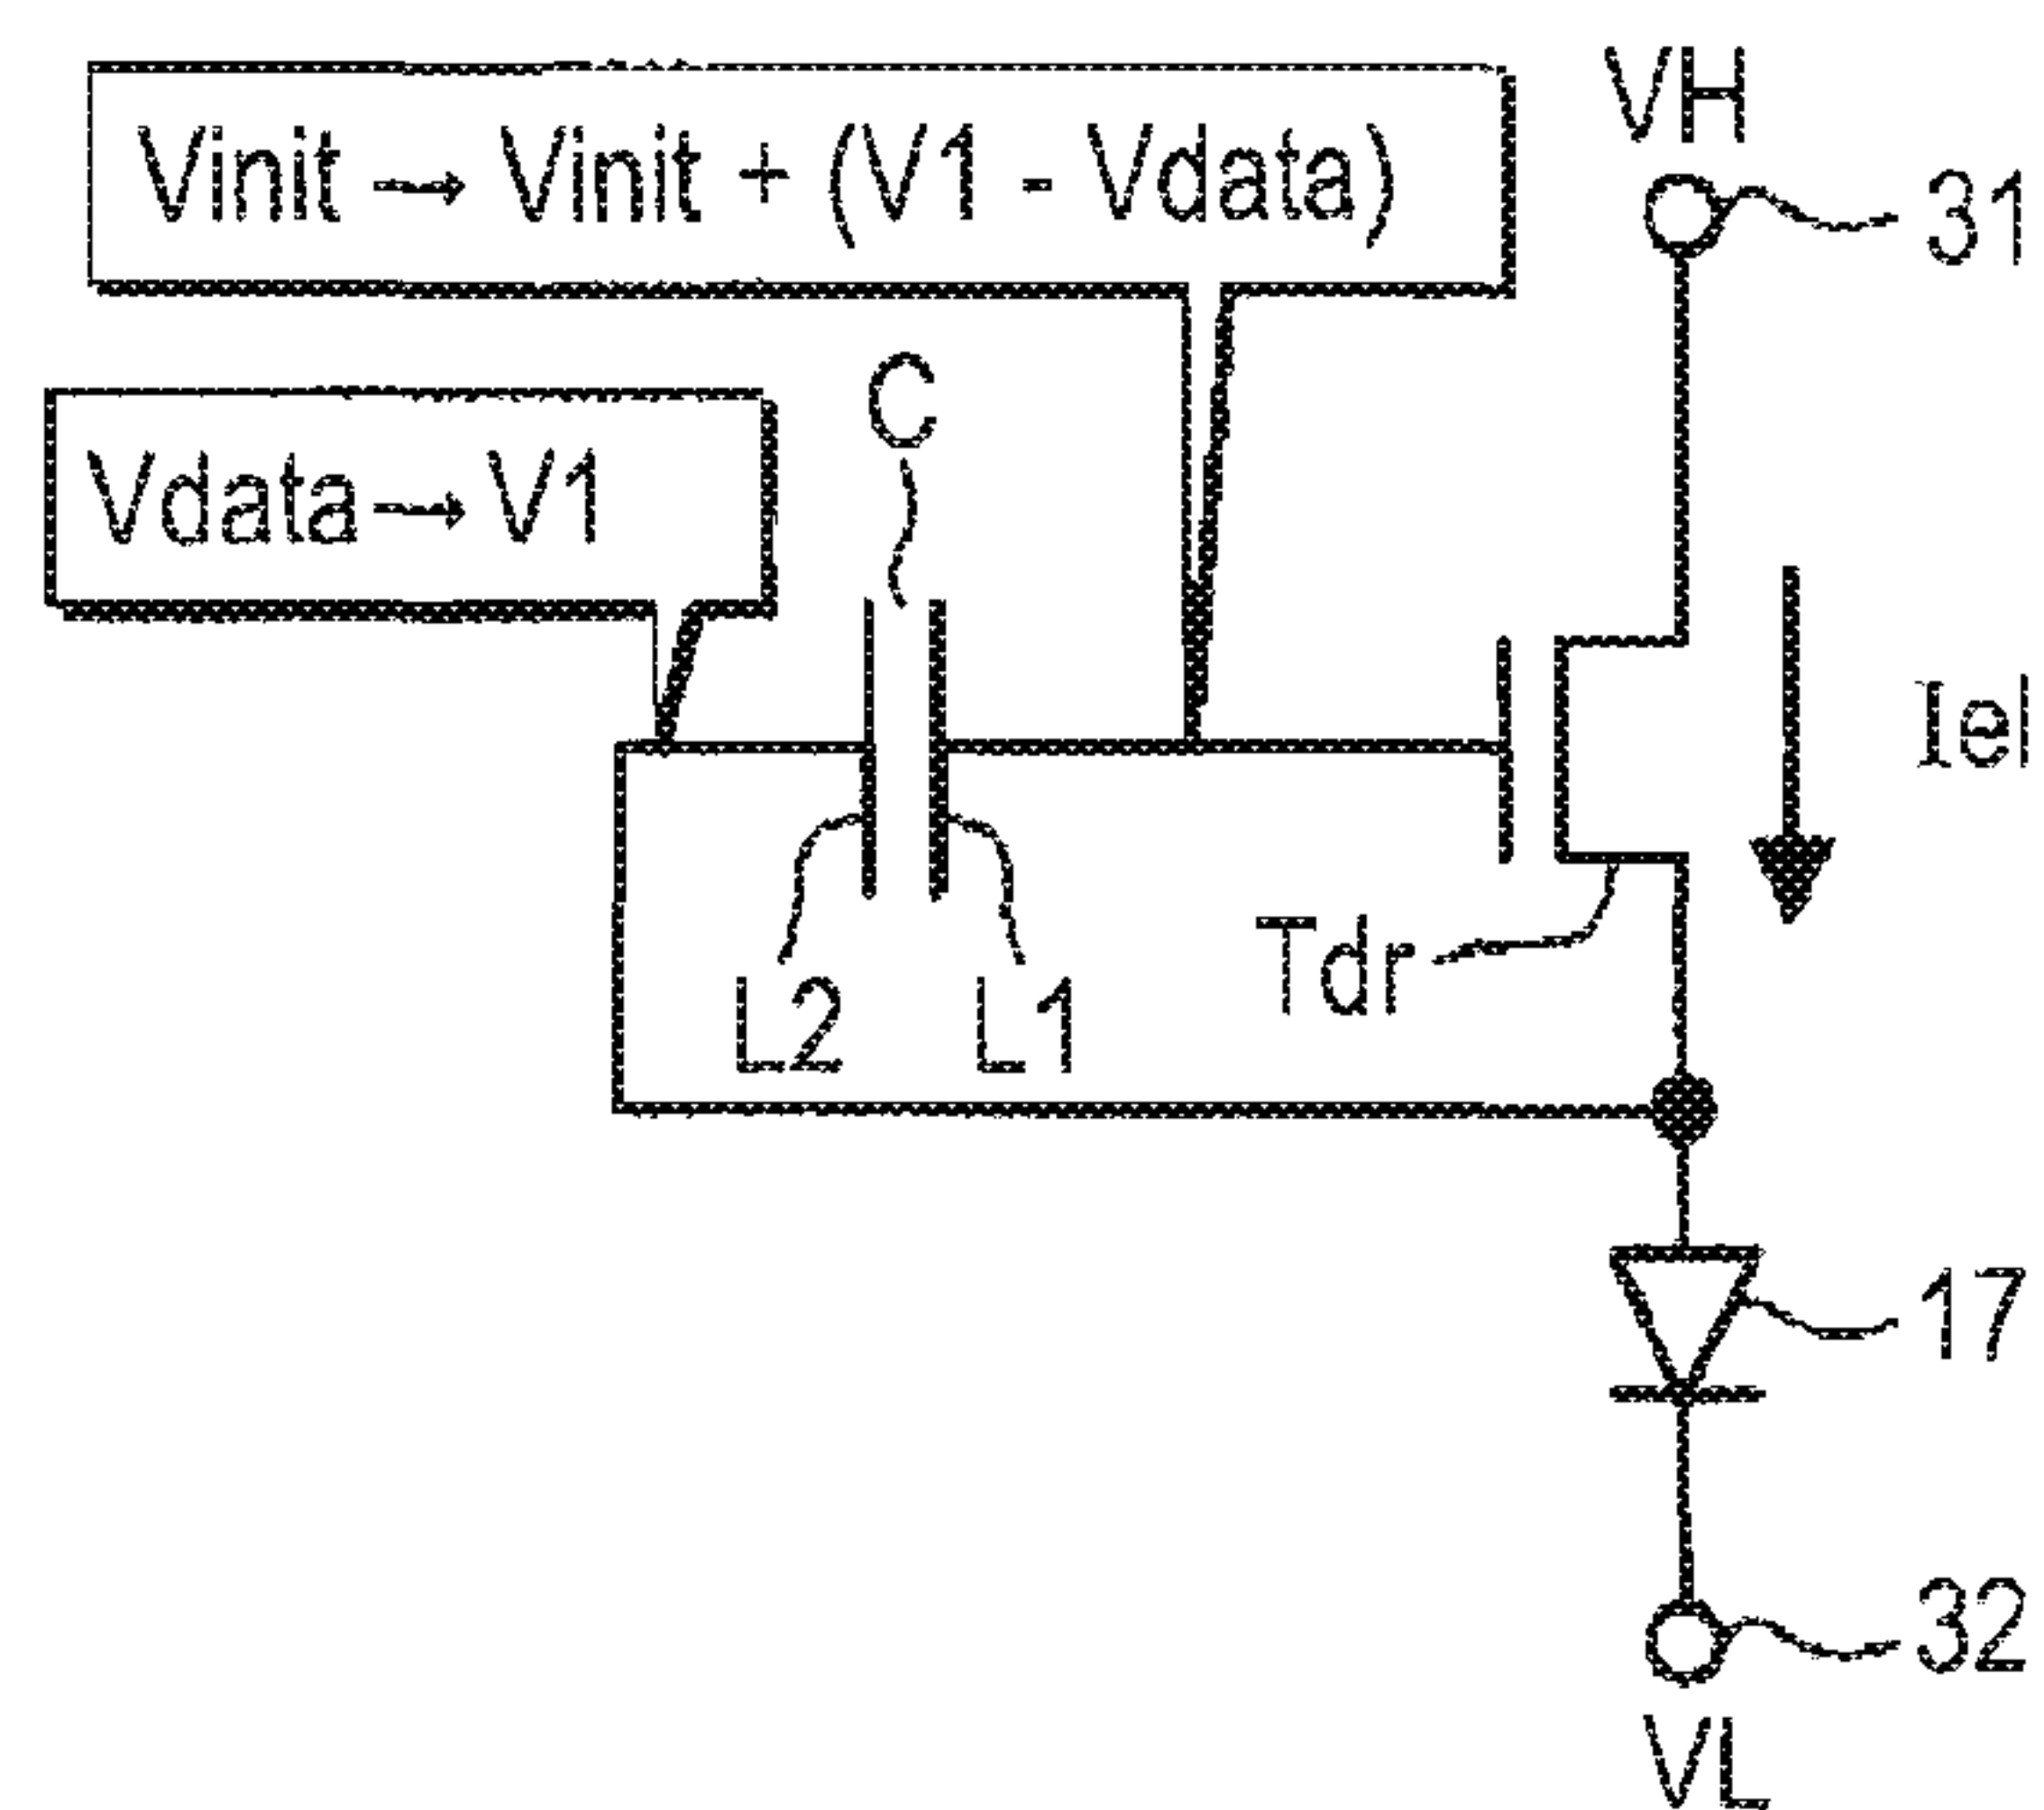 VH
Vinit → Vinit + (V1 - Vdata)
31
C
Vdata → V1
Iel
Tdr
L2
L1
17
32
VL